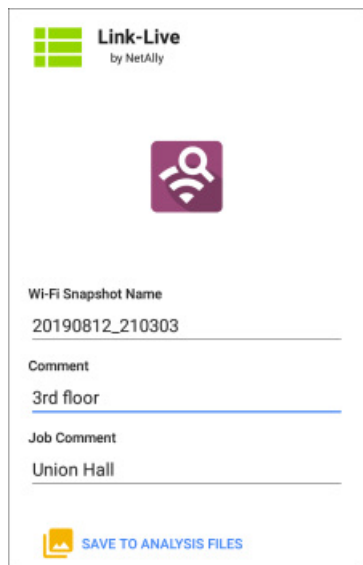 Link-Live
by NetAlly
Wi-Fi Snapshot Name
20190812_210303
Comment
3rd floor
Job Comment
Union Hall
SAVE TO ANALYSIS FILES